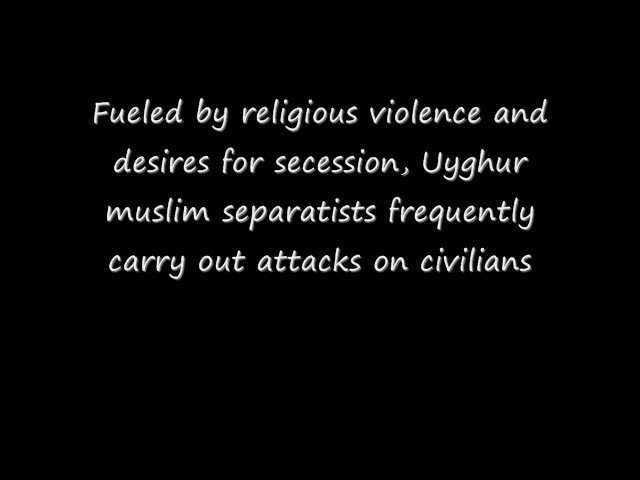 Fueled by religious violence and
desires for secession, Uyghur
muslim separatists frequently
carry out attacks on civilians